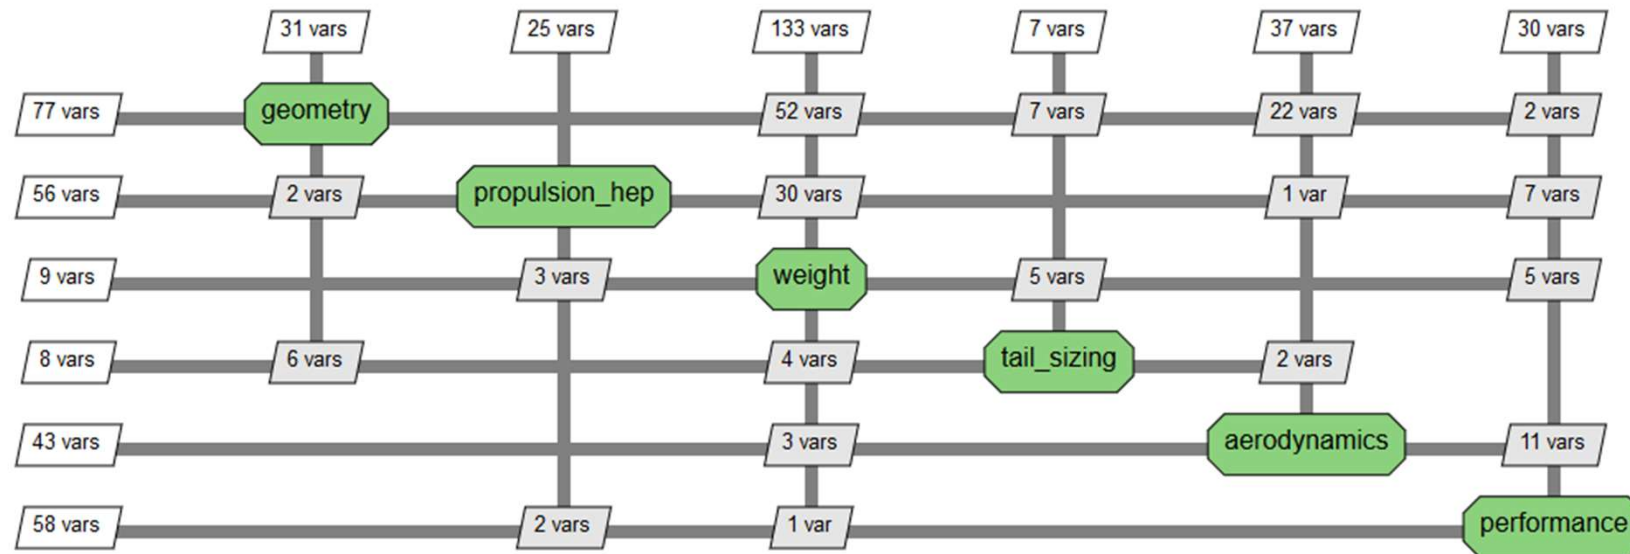 31 vars 25 vars 133 vars 7 vars 37 vars 30 vars
77 vars geometry 52 vars 7 vars 22 vars 2 vars
56 vars 2 vars propulsion_hep 30 vars 1 var 7 vars
9 vars 3 vars weight 5 vars 5 vars
8 vars 6 vars 4 vars tail_sizing 2 vars
43 vars 3 vars aerodynamics 11 vars
58 vars 2 vars 1 var performance